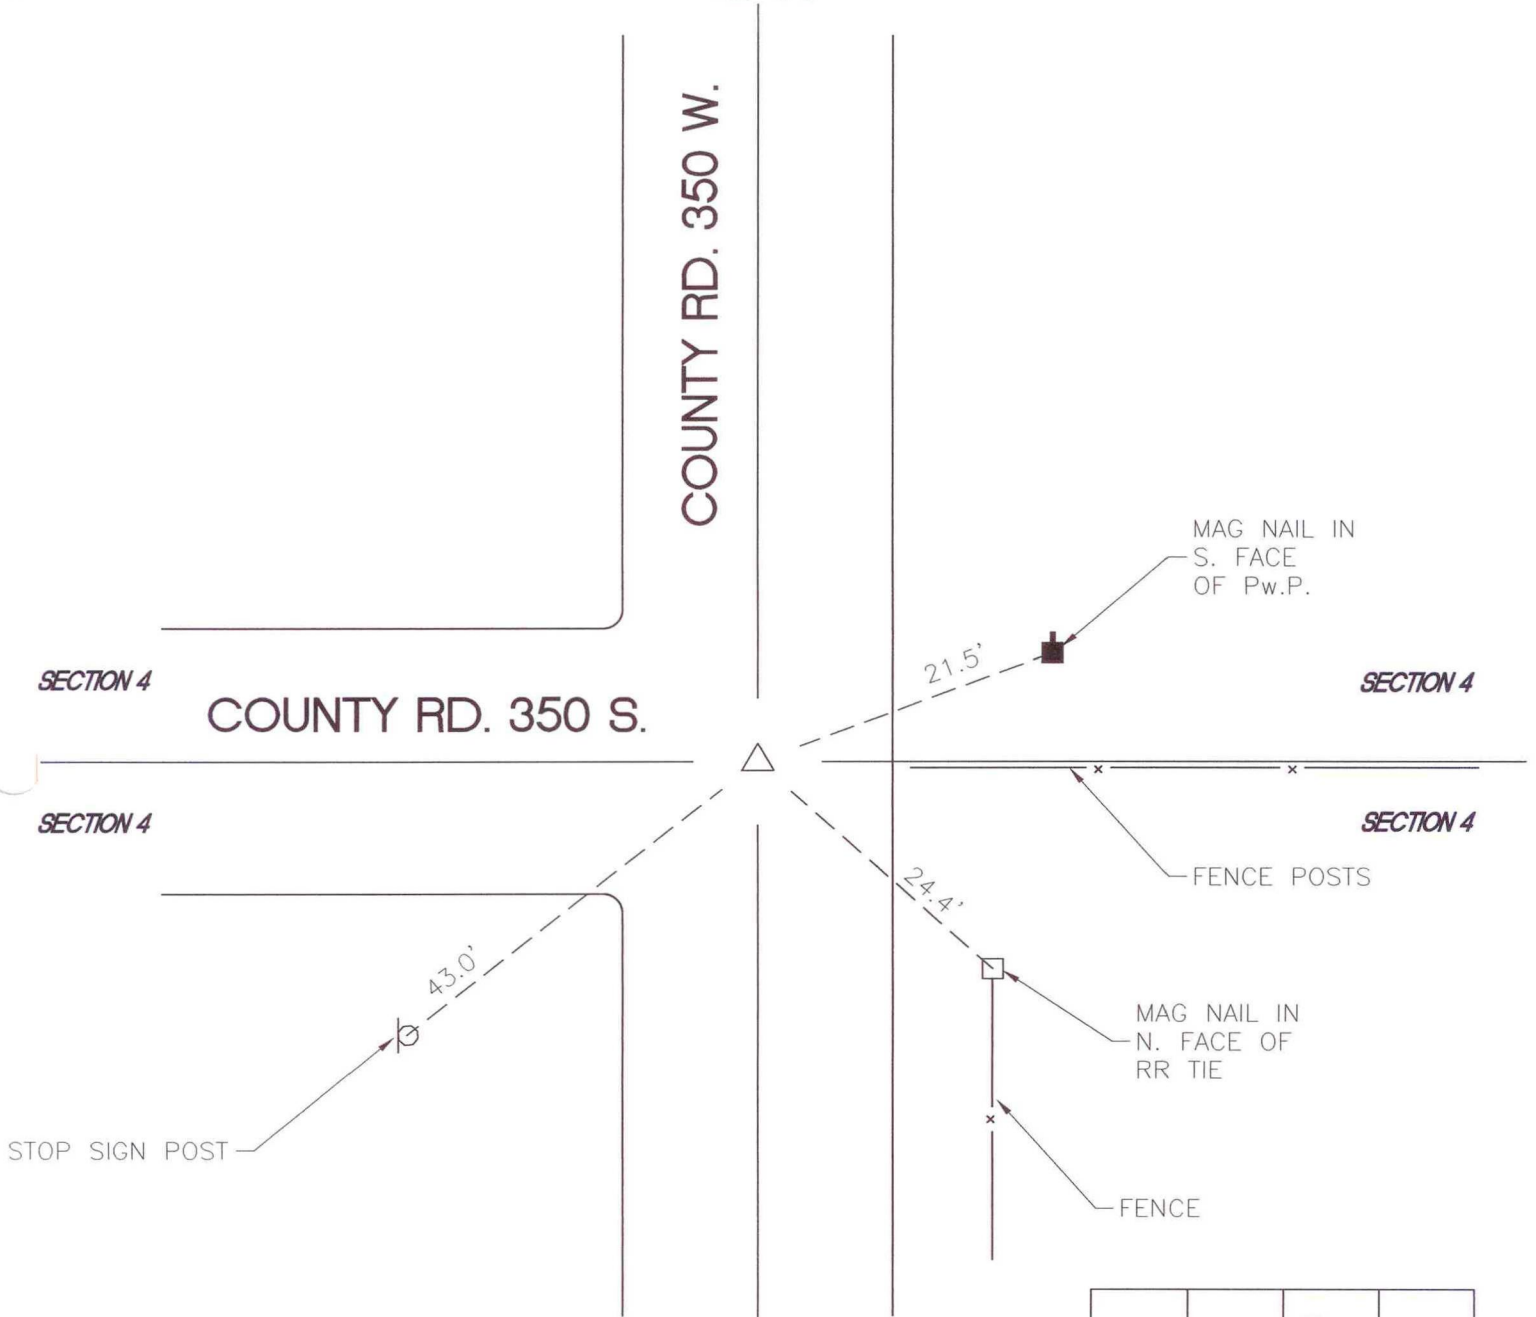 COUNTY RD. 350 W.
MAG NAIL IN
S. FACE
OF Pw.P.
21.5'
SECTION 4
SECTION 4
COUNTY RD. 350 S.
SECTION 4
SECTION 4
FENCE POSTS
24.4'
43.0'
MAG NAIL IN
N. FACE OF
RR TIE
STOP SIGN POST
FENCE